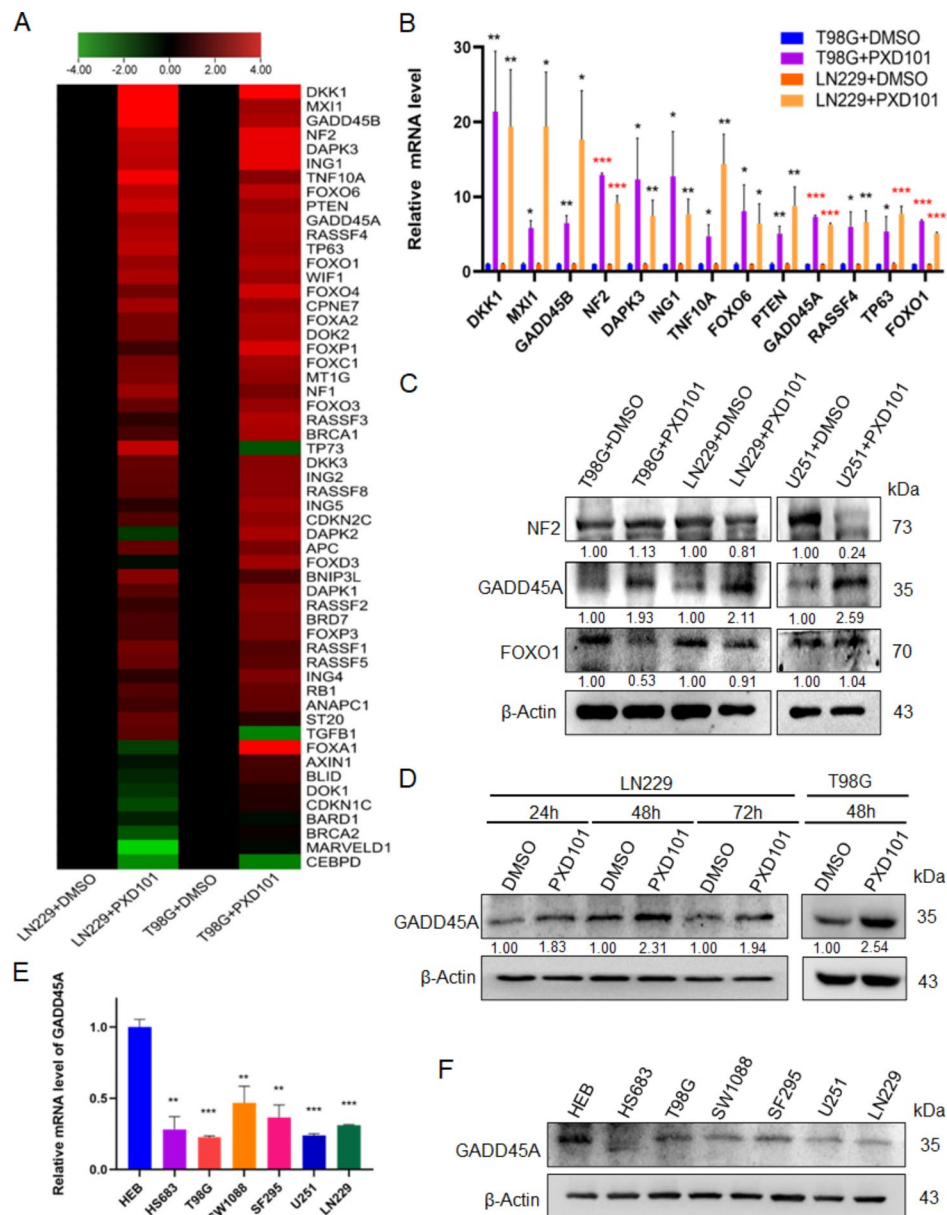 A
-4.00 -2.00 0.00 2.00 4.00
DKK1
MXI1
GADD45B
NF2
DAPK3
ING1
TNF10A
FOXO6
PTEN
GADD45A
RASSF4
TP63
FOXO1
WIF1
FOXO4
CPNE7
FOXA2
DOK2
FOXP1
FOXC1
MT1G
NF1
FOXO3
RASSF3
BRCA1
TP73
DKK3
ING2
RASSF8
ING5
CDKN2C
DAPK2
APC
FOXD3
BNIP3L
DAPK1
RASSF2
BRD7
FOXP3
RASSF1
RASSF5
ING4
RB1
ANAPC1
ST20
TGFB1
FOXA1
AXIN1
BLID
DOK1
CDKN1C
BARD1
BRCA2
MARVELD1
CEBPD
LN229+DMSO
LN229+PXD101
T98G+DMSO
T98G+PXD101
B
T98G+DMSO
T98G+PXD101
LN229+DMSO
LN229+PXD101
Relative mRNA level
30
20
10
0
** ** * * ** * *** *** * ** * ** * ** * * ** ** *** *** * ** * *** *** ***
DKK1 MXI1 GADD45B NF2 DAPK3 ING1 TNF10A FOXO6 PTEN GADD45A RASSF4 TP63 FOXO1
C
T98G+DMSO T98G+PXD101 LN229+DMSO LN229+PXD101 U251+DMSO U251+PXD101
kDa
NF2 73
1.00 1.13 1.00 0.81 1.00 0.24
GADD45A 35
1.00 1.93 1.00 2.11 1.00 2.59
FOXO1 70
1.00 0.53 1.00 0.91 1.00 1.04
β-Actin 43
D
LN229 T98G
24h 48h 72h 48h
DMSO PXD101 DMSO PXD101 DMSO PXD101 DMSO PXD101
kDa
GADD45A 35
1.00 1.83 1.00 2.31 1.00 1.94 1.00 2.54
β-Actin 43
E
Relative mRNA level of GADD45A
1.0
0.5
0.0
** *** ** ** *** ***
HEB HS683 T98G SW1088 SF295 U251 LN229
F
HEB HS683 T98G SW1088 SF295 U251 LN229
kDa
GADD45A 35
β-Actin 43